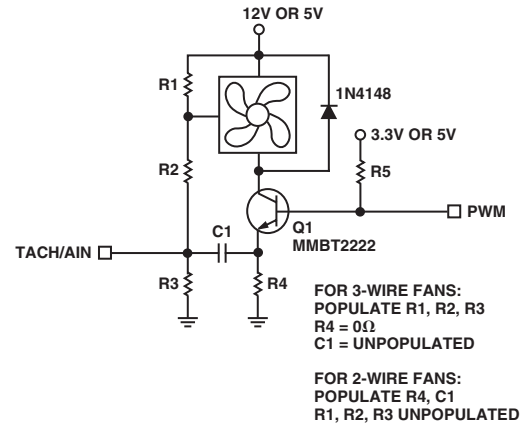 12V OR 5V
R1
1N4148
3.3V OR 5V
R2
R5
PWM
Q1
MMBT2222
C1
TACH/AIN
R3
R4
FOR 3-WIRE FANS:
POPULATE R1, R2, R3
R4 = 0Ω
C1 = UNPOPULATED
FOR 2-WIRE FANS:
POPULATE R4, C1
R1, R2, R3 UNPOPULATED